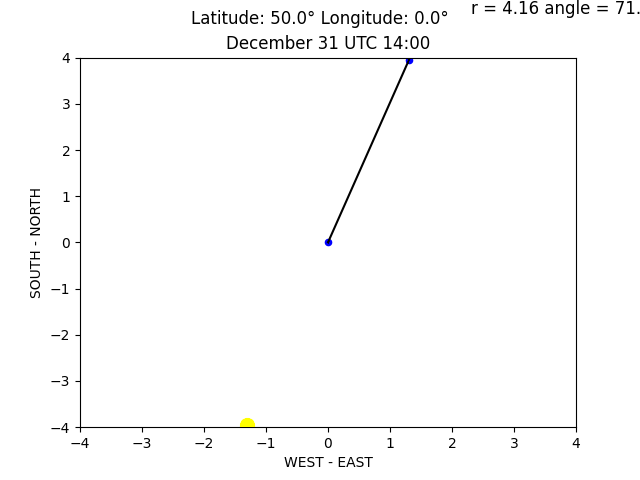 r = 4.16 angle = 71.
Latitude: 50.0° Longitude: 0.0°
December 31 UTC 14:00
4
3
2
1
0
−1
−2
−3
−4
SOUTH - NORTH
−4 −3 −2 −1 0 1 2 3 4
WEST - EAST